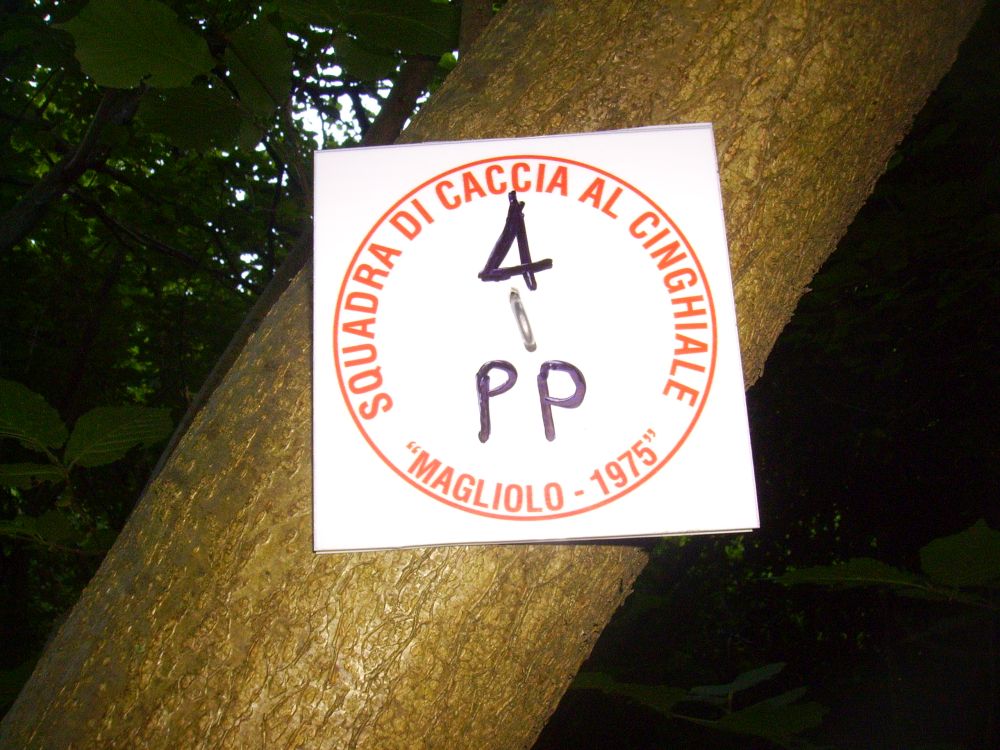 SQUADRA DI CACCIA AL CINGHIALE
4
PP
"MAGLIOLO - 1975"